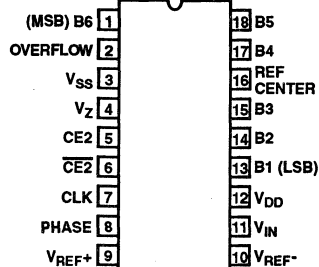 (MSB) B6 1 18 B5
OVERFLOW 2 17 B4
VSS 3 16 REF CENTER
VZ 4 15 B3
CE2 5 14 B2
C̅E̅2̅ 6 13 B1 (LSB)
CLK 7 12 VDD
PHASE 8 11 VIN
VREF+ 9 10 VREF-